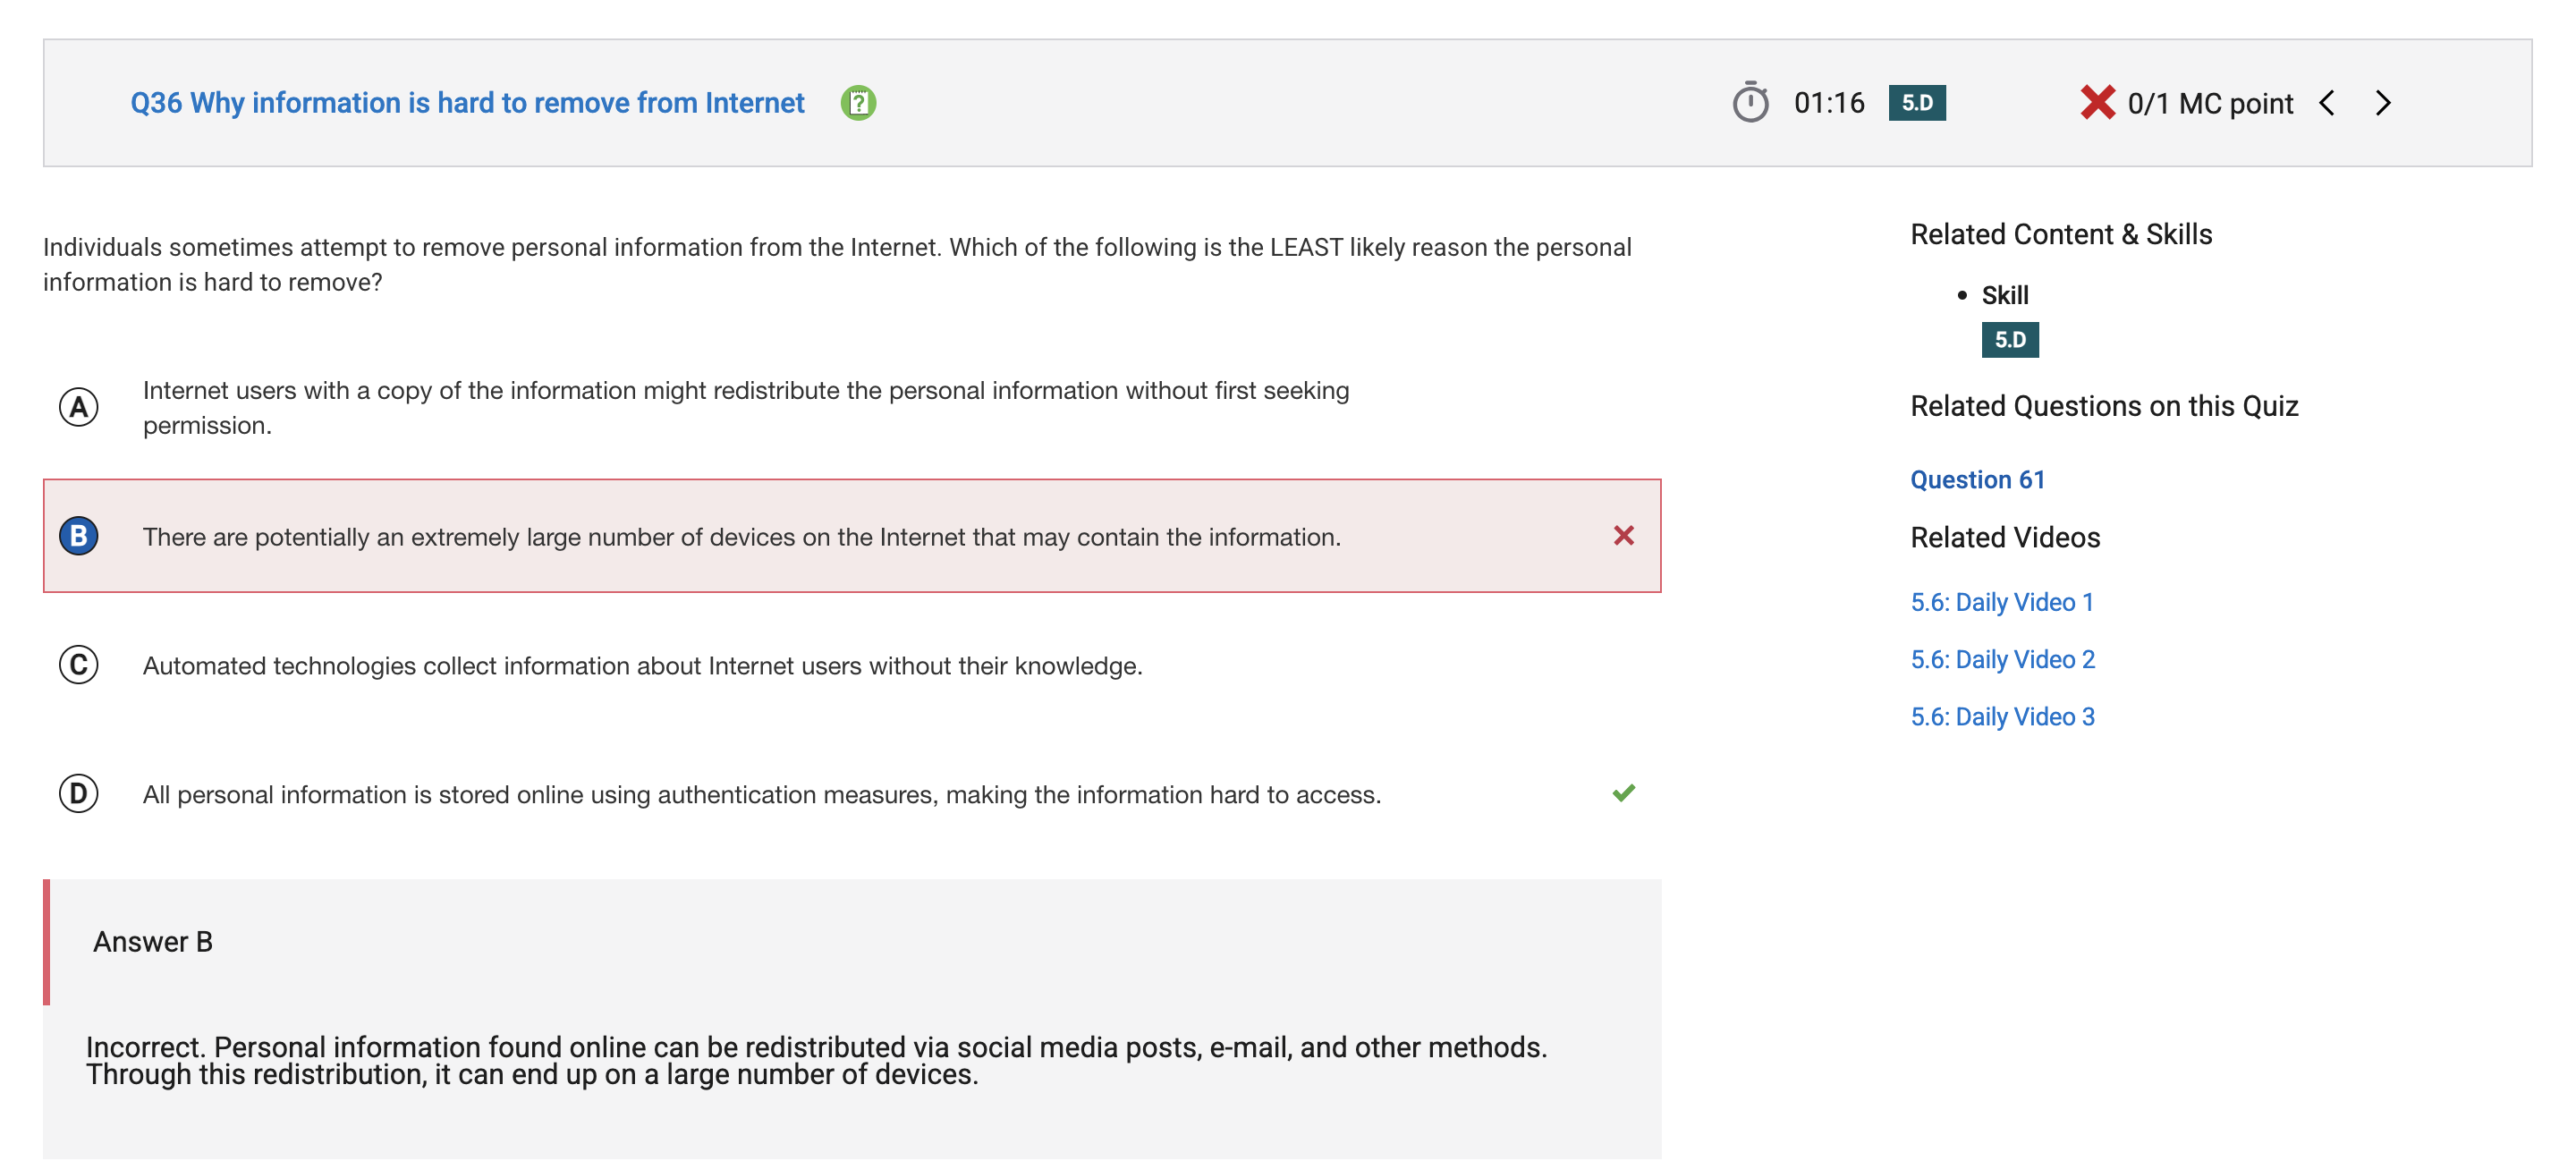 Q36 Why information is hard to remove from Internet
?
01:16
5.D
0/1 MC point
Individuals sometimes attempt to remove personal information from the Internet. Which of the following is the LEAST likely reason the personal
information is hard to remove?
A
Internet users with a copy of the information might redistribute the personal information without first seeking
permission.
B
There are potentially an extremely large number of devices on the Internet that may contain the information.
C
Automated technologies collect information about Internet users without their knowledge.
D
All personal information is stored online using authentication measures, making the information hard to access.
Answer B
Incorrect. Personal information found online can be redistributed via social media posts, e-mail, and other methods.
Through this redistribution, it can end up on a large number of devices.
Related Content & Skills
• Skill
5.D
Related Questions on this Quiz
Question 61
Related Videos
5.6: Daily Video 1
5.6: Daily Video 2
5.6: Daily Video 3